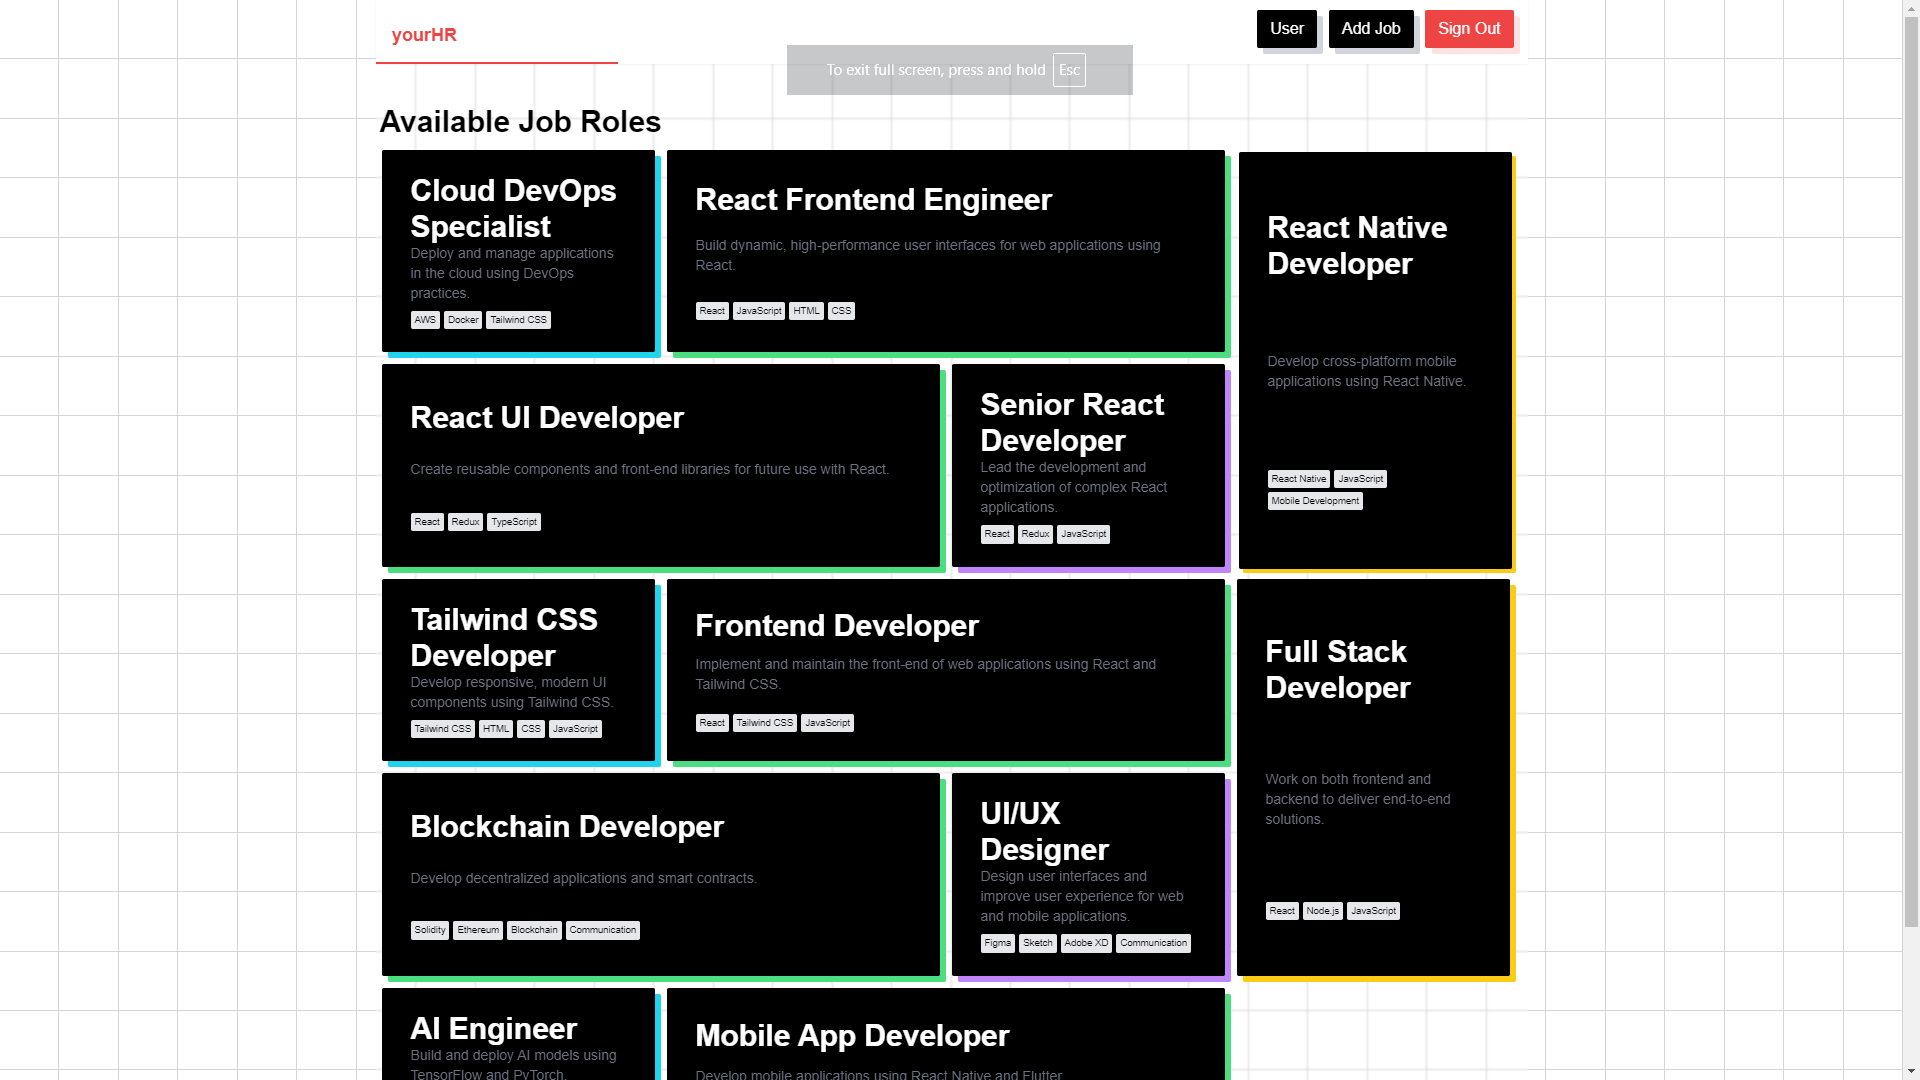 yourHR
User
Add Job
Sign Out
To exit full screen, press and hold Esc
Available Job Roles
Cloud DevOps
Specialist
Deploy and manage applications
in the cloud using DevOps
practices.
AWS Docker Tailwind CSS
React Frontend Engineer
Build dynamic, high-performance user interfaces for web applications using
React.
React JavaScript HTML CSS
React Native
Developer
Develop cross-platform mobile
applications using React Native.
React Native JavaScript
Mobile Development
React UI Developer
Create reusable components and front-end libraries for future use with React.
React Redux TypeScript
Senior React
Developer
Lead the development and
optimization of complex React
applications.
React Redux JavaScript
Tailwind CSS
Developer
Develop responsive, modern UI
components using Tailwind CSS.
Tailwind CSS HTML CSS JavaScript
Frontend Developer
Implement and maintain the front-end of web applications using React and
Tailwind CSS.
React Tailwind CSS JavaScript
Full Stack
Developer
Work on both frontend and
backend to deliver end-to-end
solutions.
React Node.js JavaScript
Blockchain Developer
Develop decentralized applications and smart contracts.
Solidity Ethereum Blockchain Communication
UI/UX
Designer
Design user interfaces and
improve user experience for web
and mobile applications.
Figma Sketch Adobe XD Communication
AI Engineer
Build and deploy AI models using
TensorFlow and PyTorch.
Mobile App Developer
Develop mobile applications using React Native and Flutter